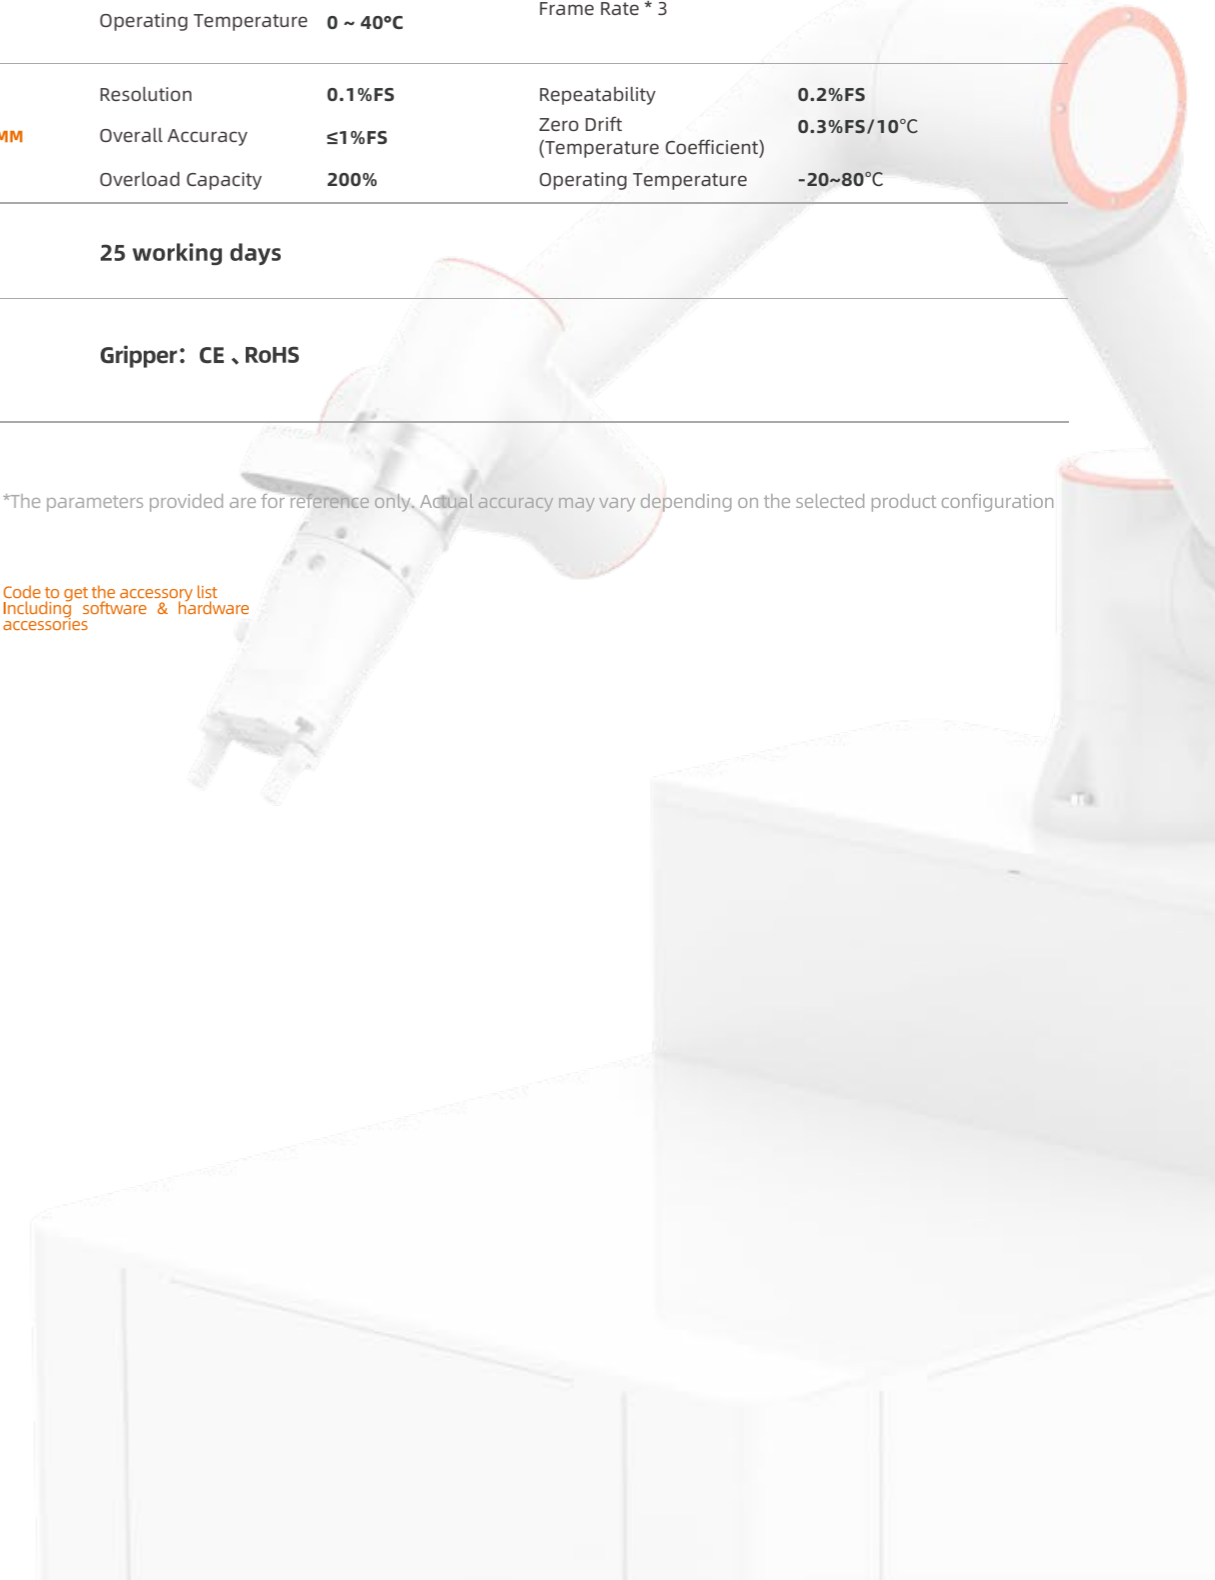 Operating Temperature 0 ~ 40°C
Frame Rate * 3
Resolution 0.1%FS Repeatability 0.2%FS
MM Overall Accuracy ≤1%FS Zero Drift
(Temperature Coefficient) 0.3%FS/10°C
Overload Capacity 200% Operating Temperature -20~80°C
25 working days
Gripper：CE 、RoHS
*The parameters provided are for reference only. Actual accuracy may vary depending on the selected product configuration
Code to get the accessory list
Including software & hardware
accessories